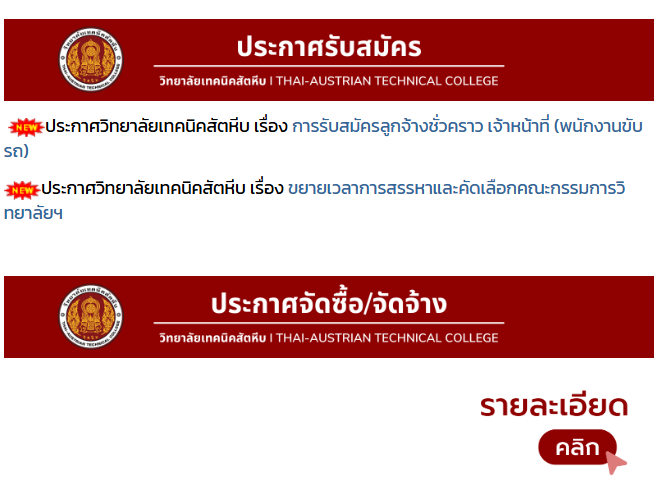 ประกาศรับสมัคร
วิทยาลัยเทคนิคสัตหีบ I THAI-AUSTRIAN TECHNICAL COLLEGE
NEW ประกาศวิทยาลัยเทคนิคสัตหีบ เรื่อง การรับสมัครลูกจ้างชั่วคราว เจ้าหน้าที่ (พนักงานขับ
รถ)
NEW ประกาศวิทยาลัยเทคนิคสัตหีบ เรื่อง ขยายเวลาการสรรหาและคัดเลือกคณะกรรมการวิ
ทยาลัยฯ
ประกาศจัดซื้อ/จัดจ้าง
วิทยาลัยเทคนิคสัตหีบ I THAI-AUSTRIAN TECHNICAL COLLEGE
รายละเอียด
คลิก